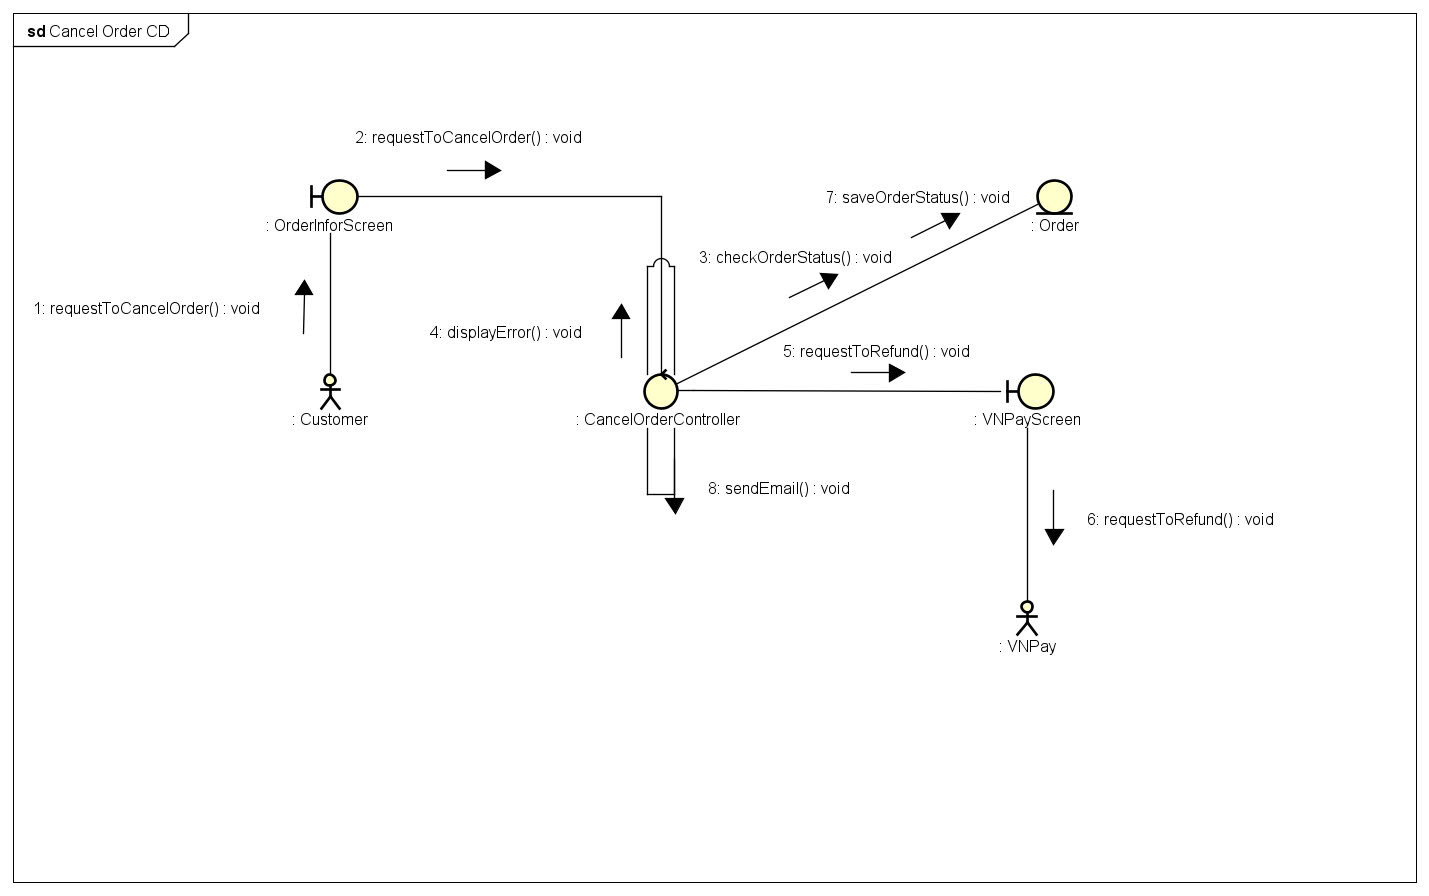 sd Cancel Order CD
2: requestToCancelOrder() : void
7: saveOrderStatus() : void
: OrderInforScreen
: Order
3: checkOrderStatus() : void
1: requestToCancelOrder() : void
4: displayError() : void
5: requestToRefund() : void
: Customer
: CancelOrderController
: VNPayScreen
8: sendEmail() : void
6: requestToRefund() : void
: VNPay